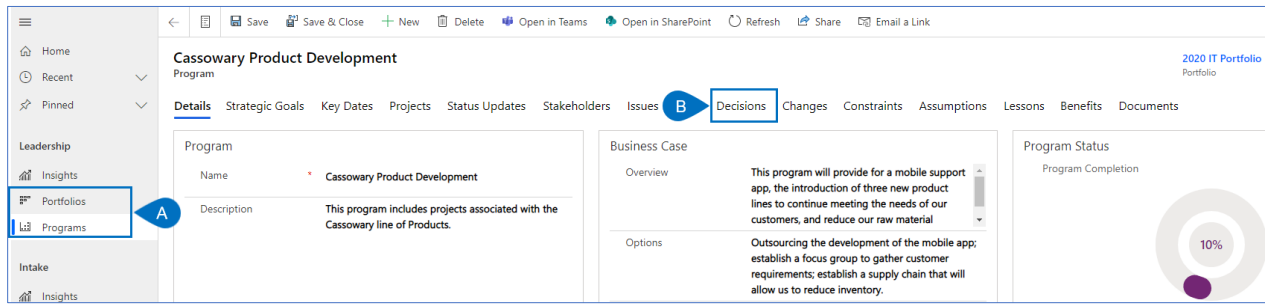 Save Save & Close New Delete Open in Teams Open in SharePoint Refresh Share Email a Link
Home
Recent
Pinned
Leadership
Insights
Portfolios
Programs
A
Intake
Insights
Cassowary Product Development
Program
2020 IT Portfolio
Portfolio
Details Strategic Goals Key Dates Projects Status Updates Stakeholders Issues B Decisions Changes Constraints Assumptions Lessons Benefits Documents
Program
Name * Cassowary Product Development
Description This program includes projects associated with the
Cassowary line of Products.
Business Case
Overview This program will provide for a mobile support
app, the introduction of three new product
lines to continue meeting the needs of our
customers, and reduce our raw material
Options Outsourcing the development of the mobile app;
establish a focus group to gather customer
requirements; establish a supply chain that will
allow us to reduce inventory.
Program Status
Program Completion
10%